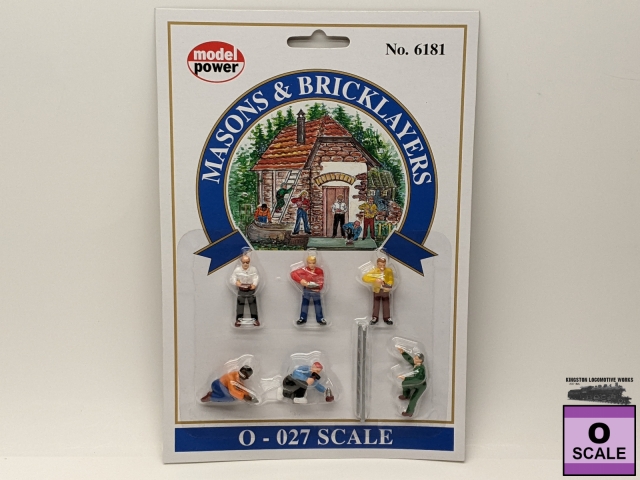 model
power
No. 6181
MASONS & BRICKLAYERS
O - 027 SCALE
KINGSTON LOCOMOTIVE WORKS
O
SCALE